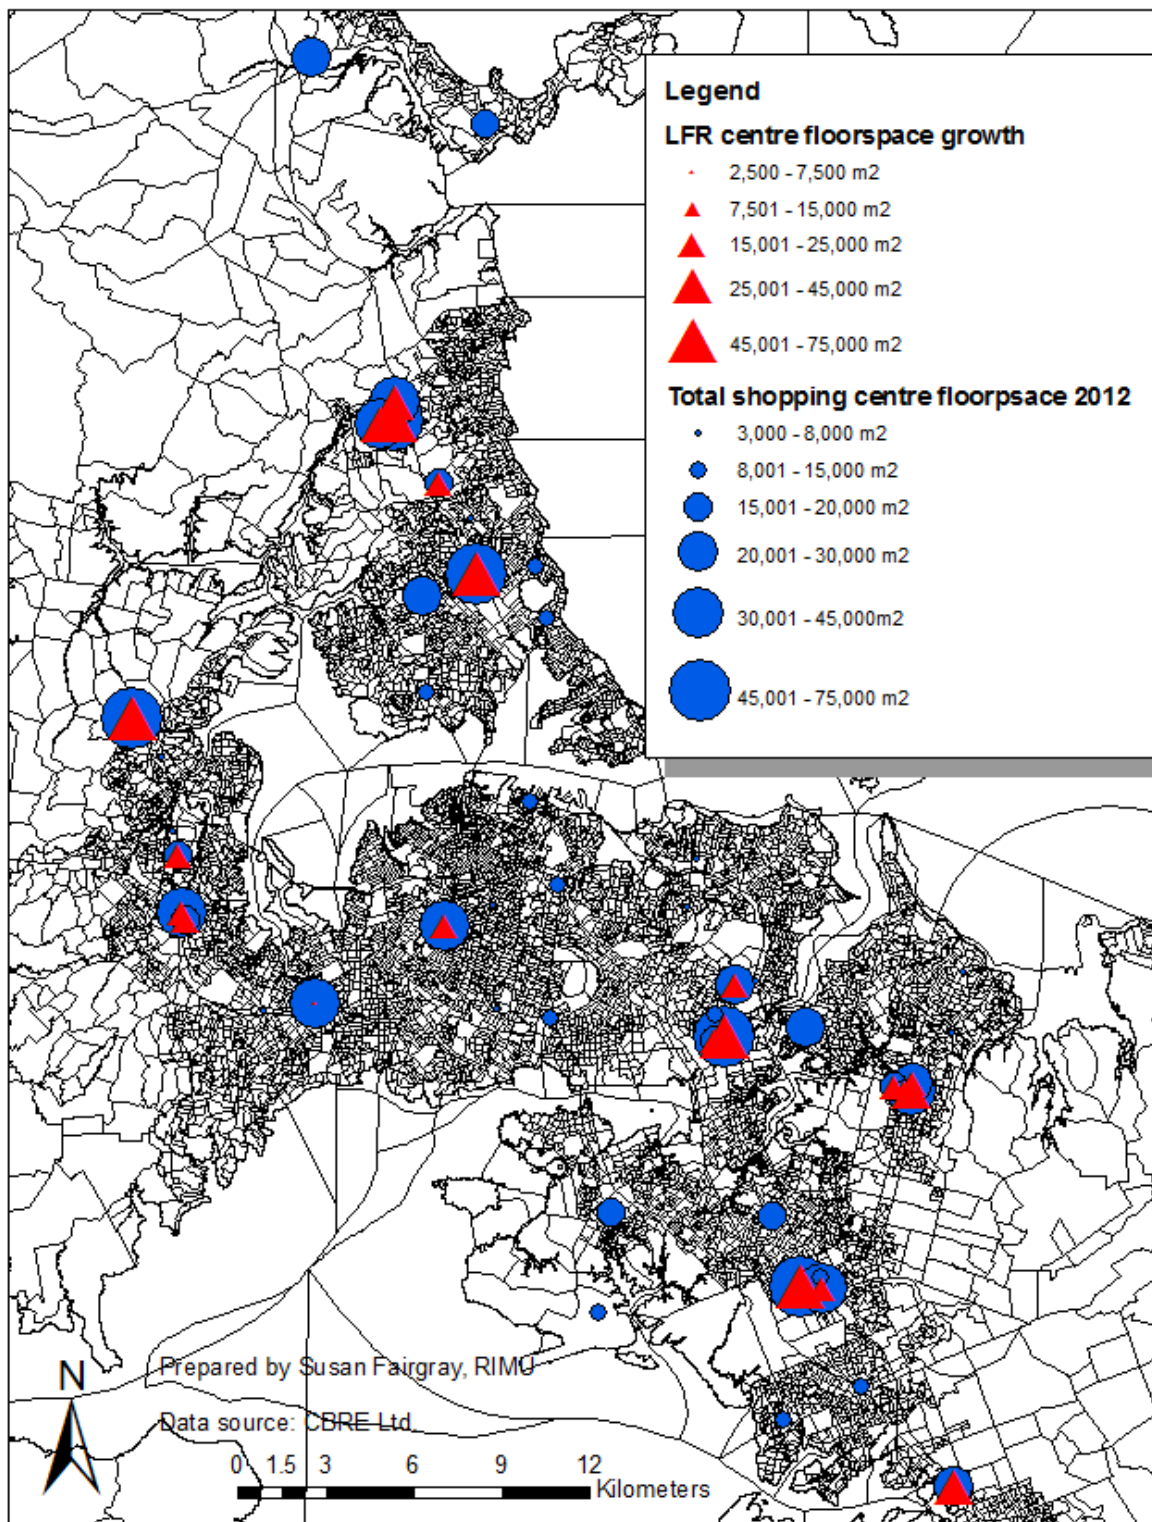 Legend
LFR centre floorspace growth
2,500 - 7,500 m2
7,501 - 15,000 m2
15,001 - 25,000 m2
25,001 - 45,000 m2
45,001 - 75,000 m2
Total shopping centre floorpsace 2012
3,000 - 8,000 m2
8,001 - 15,000 m2
15,001 - 20,000 m2
20,001 - 30,000 m2
30,001 - 45,000m2
45,001 - 75,000 m2
N
Prepared by Susan Fairgray, RIMU
Data source: CBRE Ltd
0 1.5 3 6 9 12
Kilometers